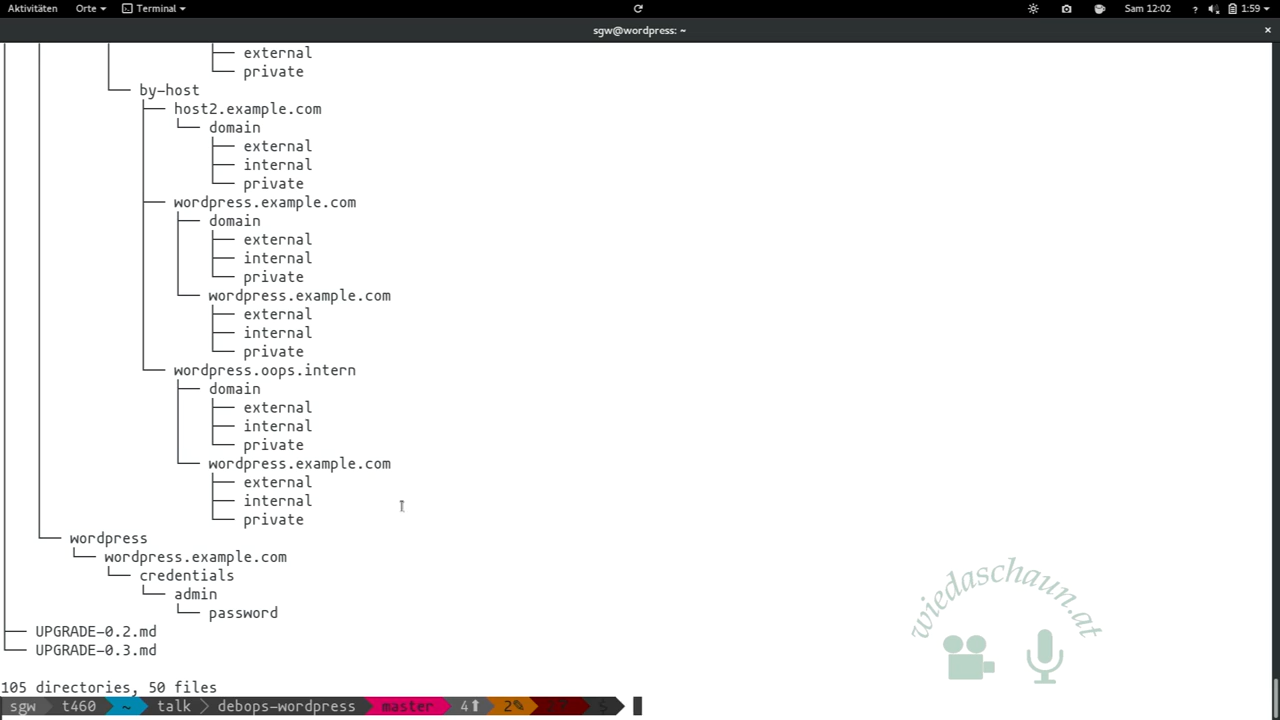 Aktivitäten Orte Terminal Sam 12:02 ? 1:59
sgw@wordpress: ~ ×
├── external
└── private
└── by-host
├── host2.example.com
└── domain
├── external
├── internal
└── private
├── wordpress.example.com
├── domain
├── external
├── internal
└── private
└── wordpress.example.com
├── external
├── internal
└── private
└── wordpress.oops.intern
├── domain
├── external
├── internal
└── private
└── wordpress.example.com
├── external
├── internal
└── private
└── wordpress
└── wordpress.example.com
└── credentials
└── admin
└── password
├── UPGRADE-0.2.md
└── UPGRADE-0.3.md
wiedaschaun.at
105 directories, 50 files
sgw t460 ~ talk debops-wordpress master 4⬆ 2✎ $